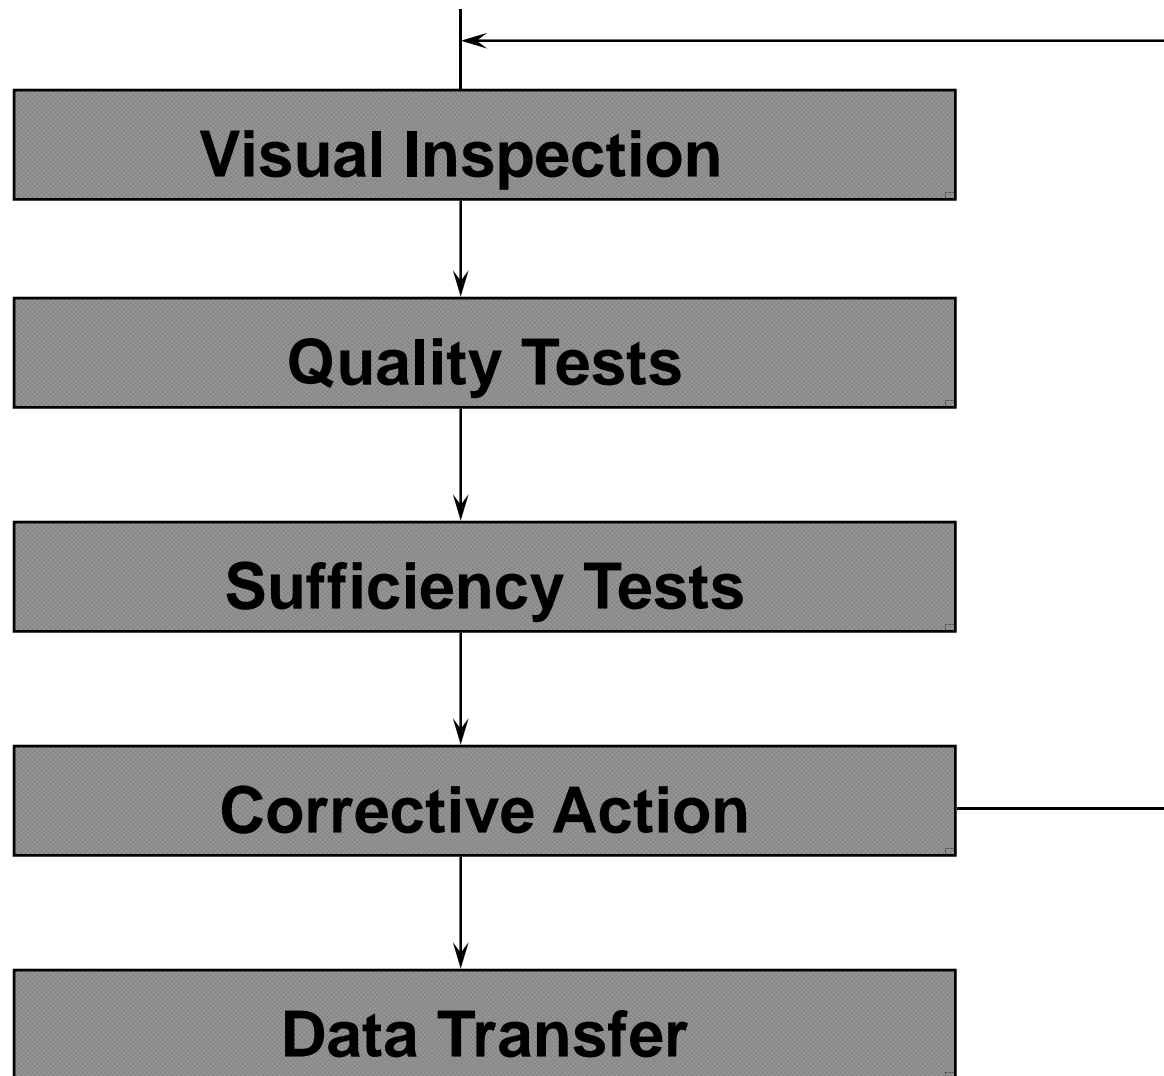 Visual Inspection
Quality Tests
Sufficiency Tests
Corrective Action
Data Transfer